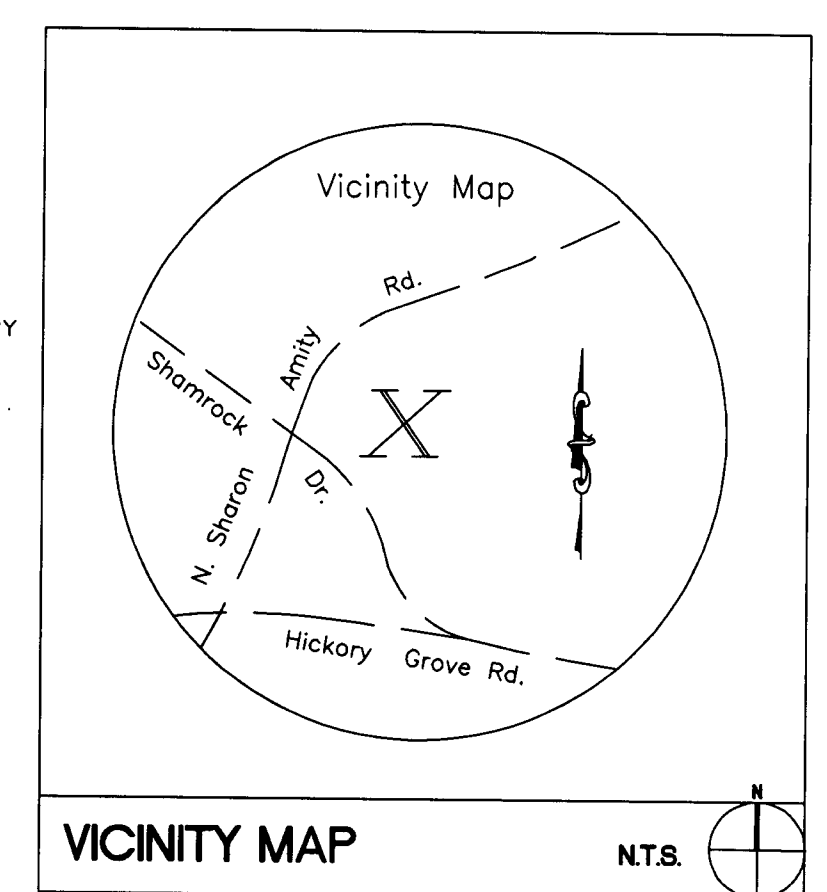 Vicinity Map
Rd.
Amity
Shamrock
Dr.
N. Sharon
X
Hickory Grove Rd.
Y
N
VICINITY MAP
N.T.S.